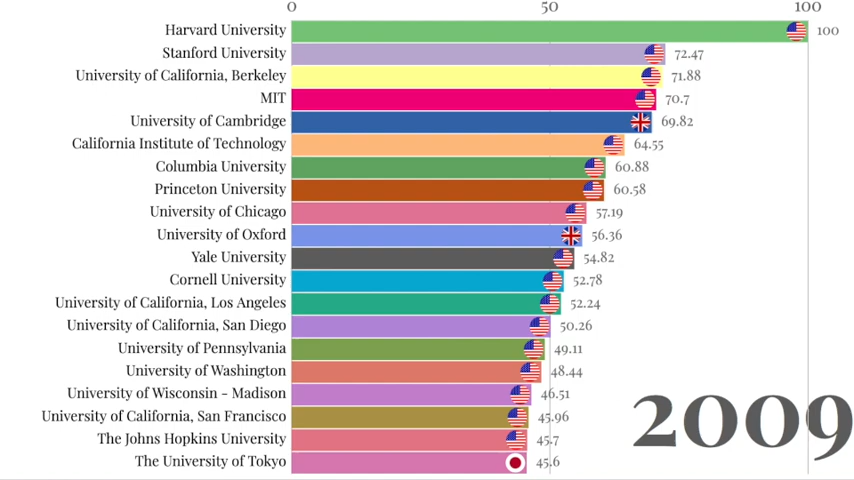 0 50 100
Harvard University 100
Stanford University 72.47
University of California, Berkeley 71.88
MIT 70.7
University of Cambridge 69.82
California Institute of Technology 64.55
Columbia University 60.88
Princeton University 60.58
University of Chicago 57.19
University of Oxford 56.36
Yale University 54.82
Cornell University 52.78
University of California, Los Angeles 52.24
University of California, San Diego 50.26
University of Pennsylvania 49.11
University of Washington 48.44
University of Wisconsin - Madison 46.51
University of California, San Francisco 45.96
The Johns Hopkins University 45.7
The University of Tokyo 45.6
2009